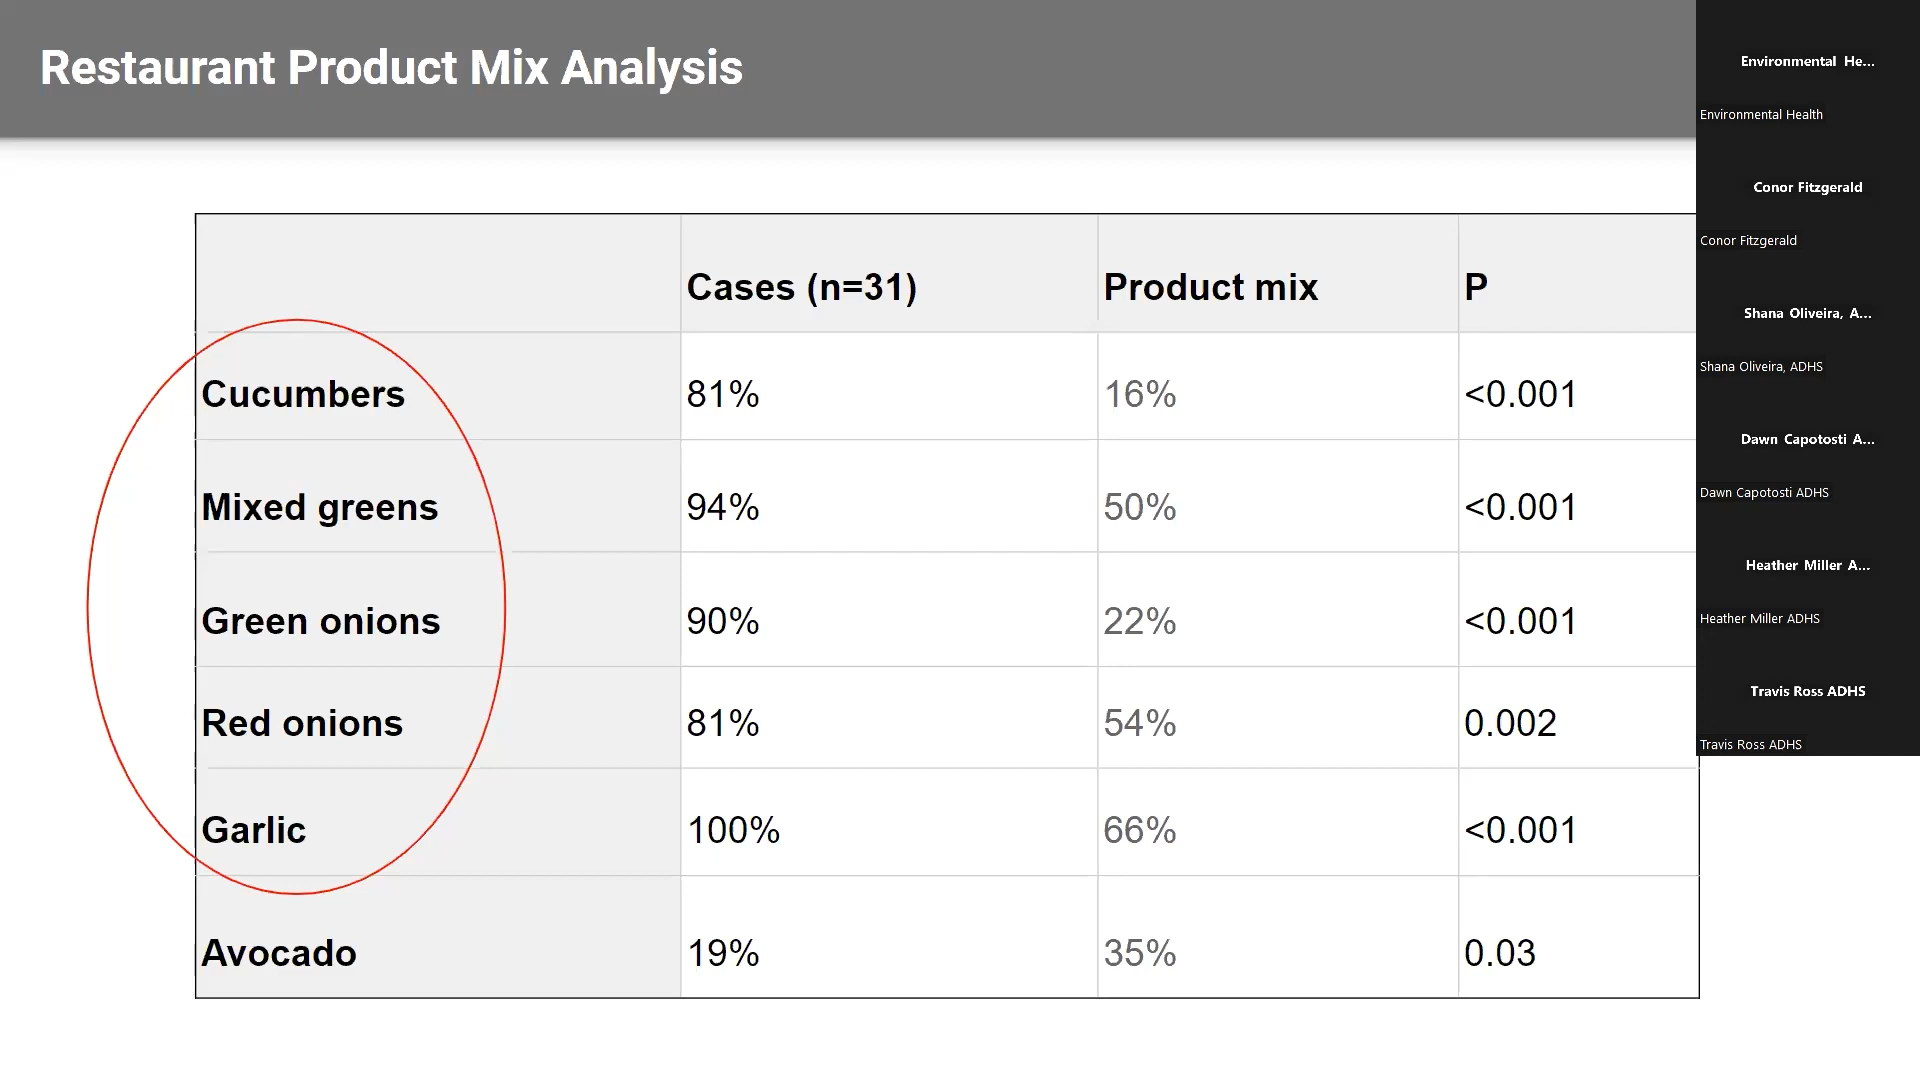 Restaurant Product Mix Analysis
Cases (n=31) Product mix P
Cucumbers 81% 16% <0.001
Mixed greens 94% 50% <0.001
Green onions 90% 22% <0.001
Red onions 81% 54% 0.002
Garlic 100% 66% <0.001
Avocado 19% 35% 0.03
Environmental He...
Environmental Health
Conor Fitzgerald
Conor Fitzgerald
Shana Oliveira, A...
Shana Oliveira, ADHS
Dawn Capotosti A...
Dawn Capotosti ADHS
Heather Miller A...
Heather Miller ADHS
Travis Ross ADHS
Travis Ross ADHS